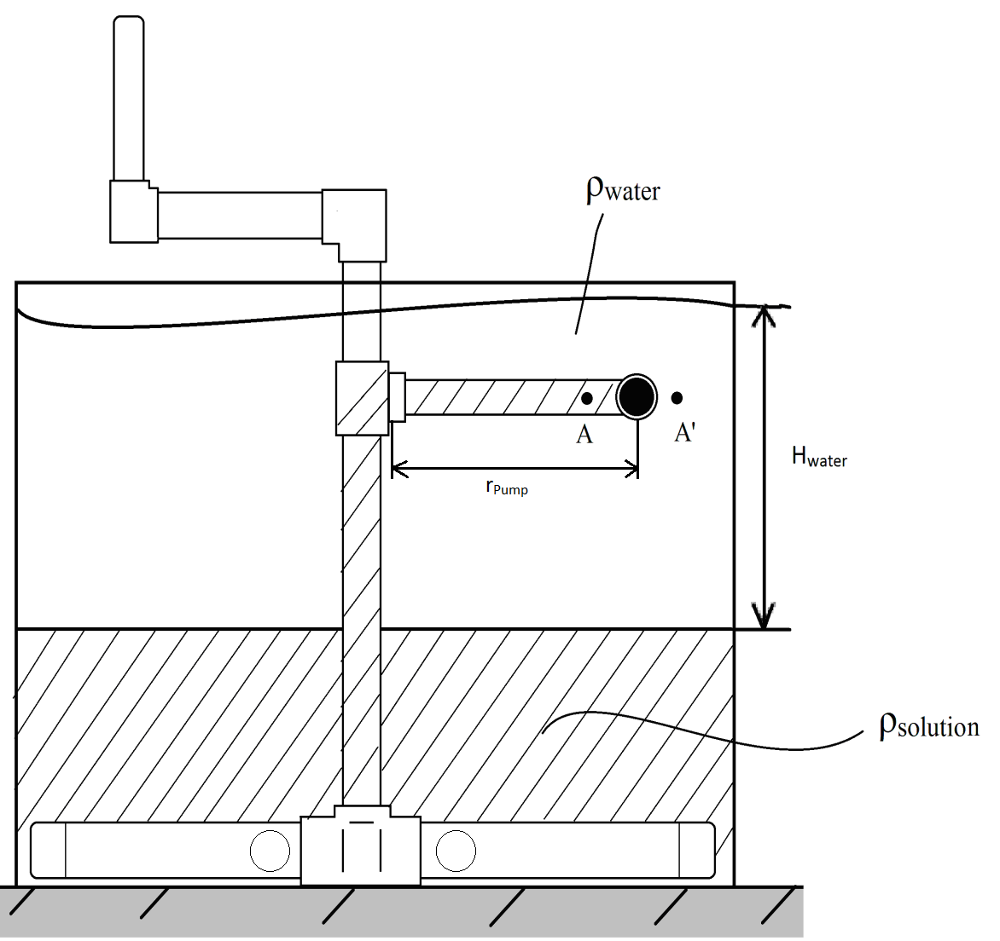 ρwater
A
A'
rPump
Hwater
ρsolution